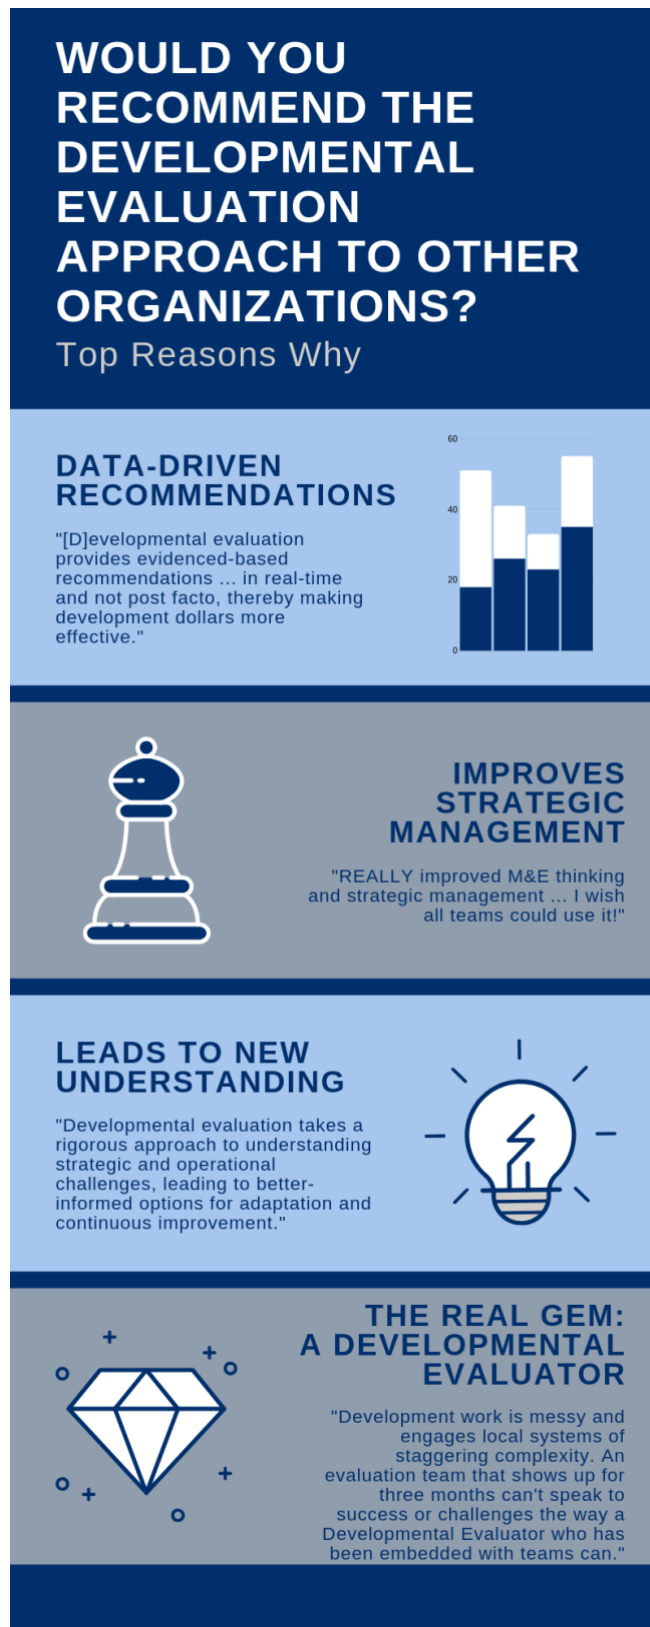 WOULD YOU
RECOMMEND THE
DEVELOPMENTAL
EVALUATION
APPROACH TO OTHER
ORGANIZATIONS?
Top Reasons Why
DATA-DRIVEN
RECOMMENDATIONS
"[D]evelopmental evaluation
provides evidenced-based
recommendations ... in real-time
and not post facto, thereby making
development dollars more
effective."
60
40
20
0
IMPROVES
STRATEGIC
MANAGEMENT
"REALLY improved M&E thinking
and strategic management ... I wish
all teams could use it!"
LEADS TO NEW
UNDERSTANDING
"Developmental evaluation takes a
rigorous approach to understanding
strategic and operational
challenges, leading to better-
informed options for adaptation and
continuous improvement."
THE REAL GEM:
A DEVELOPMENTAL
EVALUATOR
"Development work is messy and
engages local systems of
staggering complexity. An
evaluation team that shows up for
three months can't speak to
success or challenges the way a
Developmental Evaluator who has
been embedded with teams can."